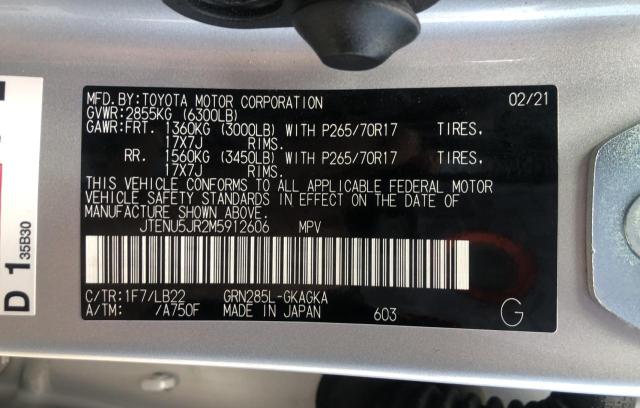 MFD.BY:TOYOTA MOTOR CORPORATION 02/21
GVWR:2855KG (6300LB)
GAWR:FRT. 1360KG (3000LB) WITH P265/70R17 TIRES,
17X7J RIMS.
RR. 1560KG (3450LB) WITH P265/70R17 TIRES,
17X7J RIMS.
THIS VEHICLE CONFORMS TO ALL APPLICABLE FEDERAL MOTOR
VEHICLE SAFETY STANDARDS IN EFFECT ON THE DATE OF
MANUFACTURE SHOWN ABOVE.
JTENU5JR2M5912606 MPV
C/TR:1F7/LB22 GRN285L-GKAGKA
A/TM: /A750F MADE IN JAPAN 603 G
D 1
35B30